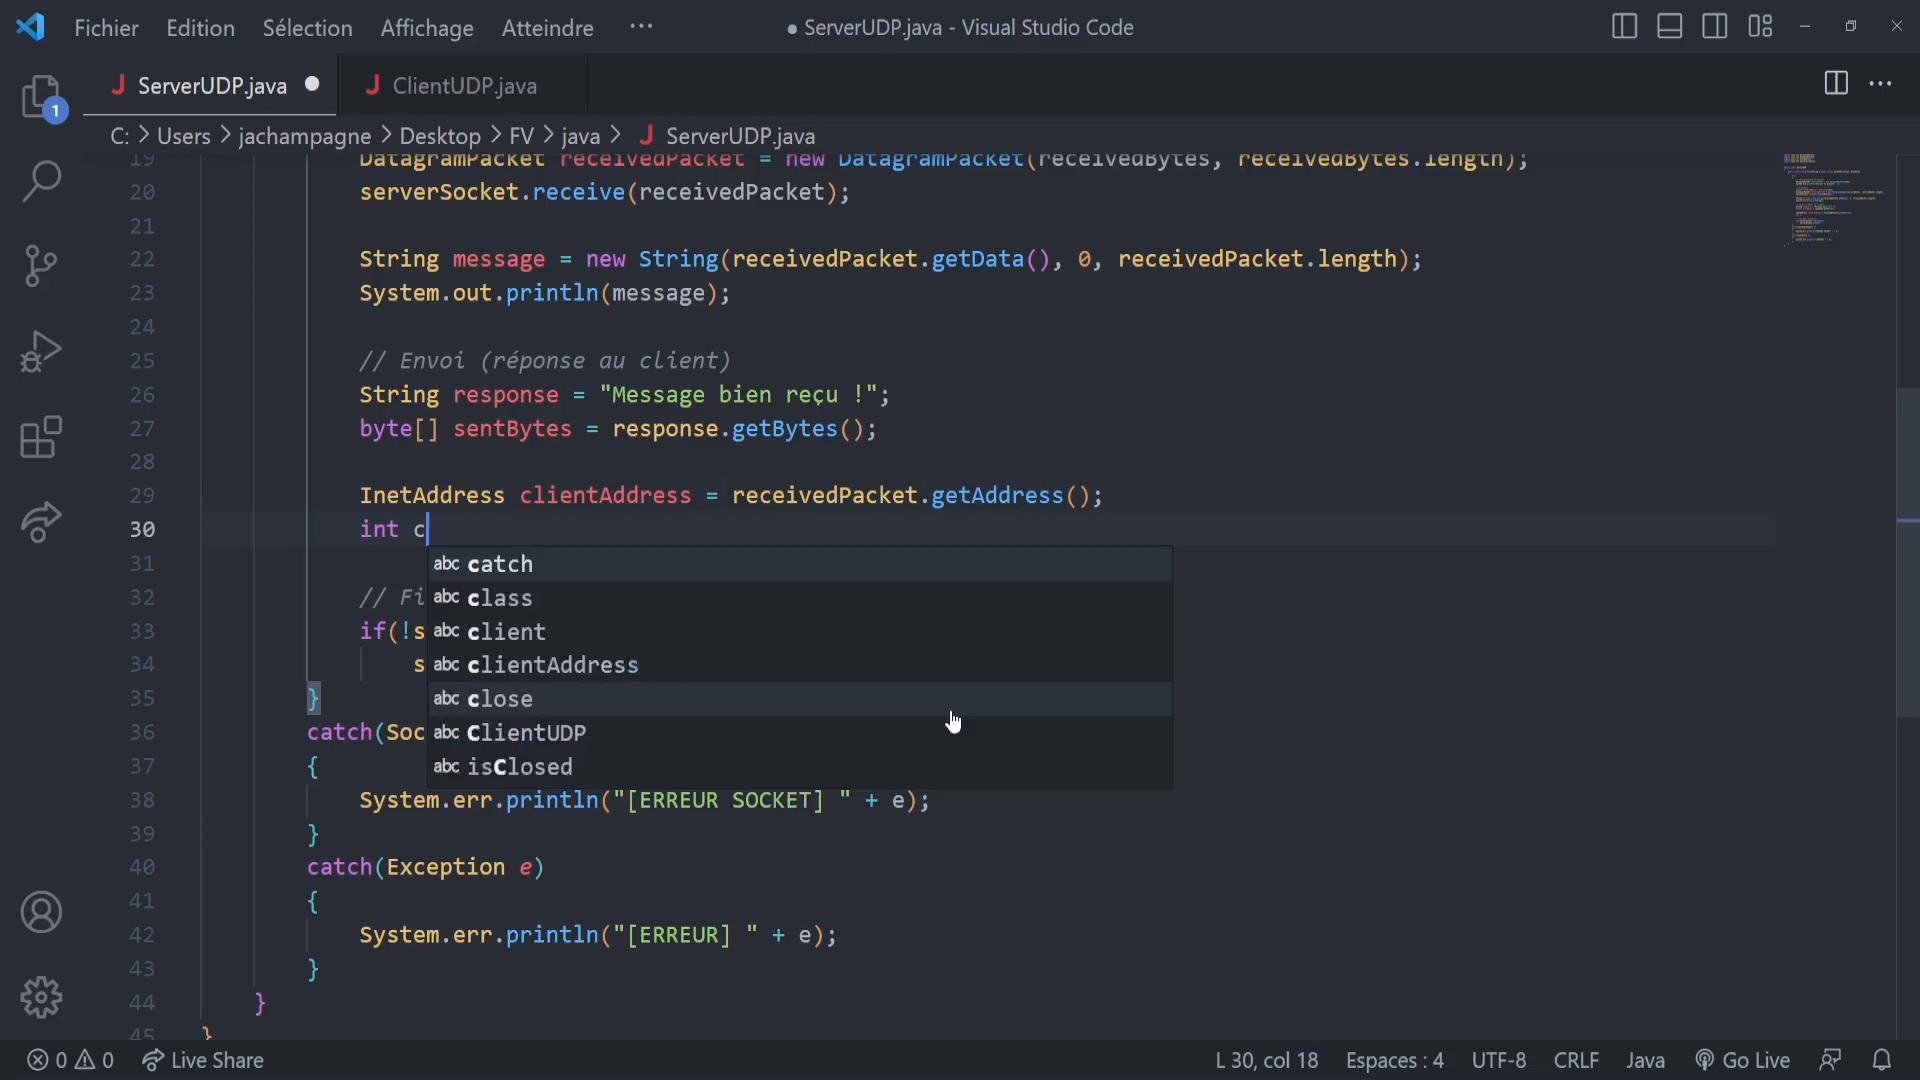 Fichier Edition Sélection Affichage Atteindre ···
● ServerUDP.java - Visual Studio Code
J ServerUDP.java ●
J ClientUDP.java
1
C: > Users > jachampagne > Desktop > FV > java > J ServerUDP.java
19 DatagramPacket receivedPacket = new DatagramPacket(receivedBytes, receivedBytes.length);
20 serverSocket.receive(receivedPacket);
21
22 String message = new String(receivedPacket.getData(), 0, receivedPacket.length);
23 System.out.println(message);
24
25 // Envoi (réponse au client)
26 String response = "Message bien reçu !";
27 byte[] sentBytes = response.getBytes();
28
29 InetAddress clientAddress = receivedPacket.getAddress();
30 int c
31 abc catch
32 // Fi abc class
33 if(!s abc client
34 s abc clientAddress
35 } abc close
36 catch(Soc abc ClientUDP
37 { abc isClosed
38 System.err.println("[ERREUR SOCKET] " + e);
39 }
40 catch(Exception e)
41 {
42 System.err.println("[ERREUR] " + e);
43 }
44 }
45 }
0 0 Live Share L 30, col 18 Espaces : 4 UTF-8 CRLF Java Go Live